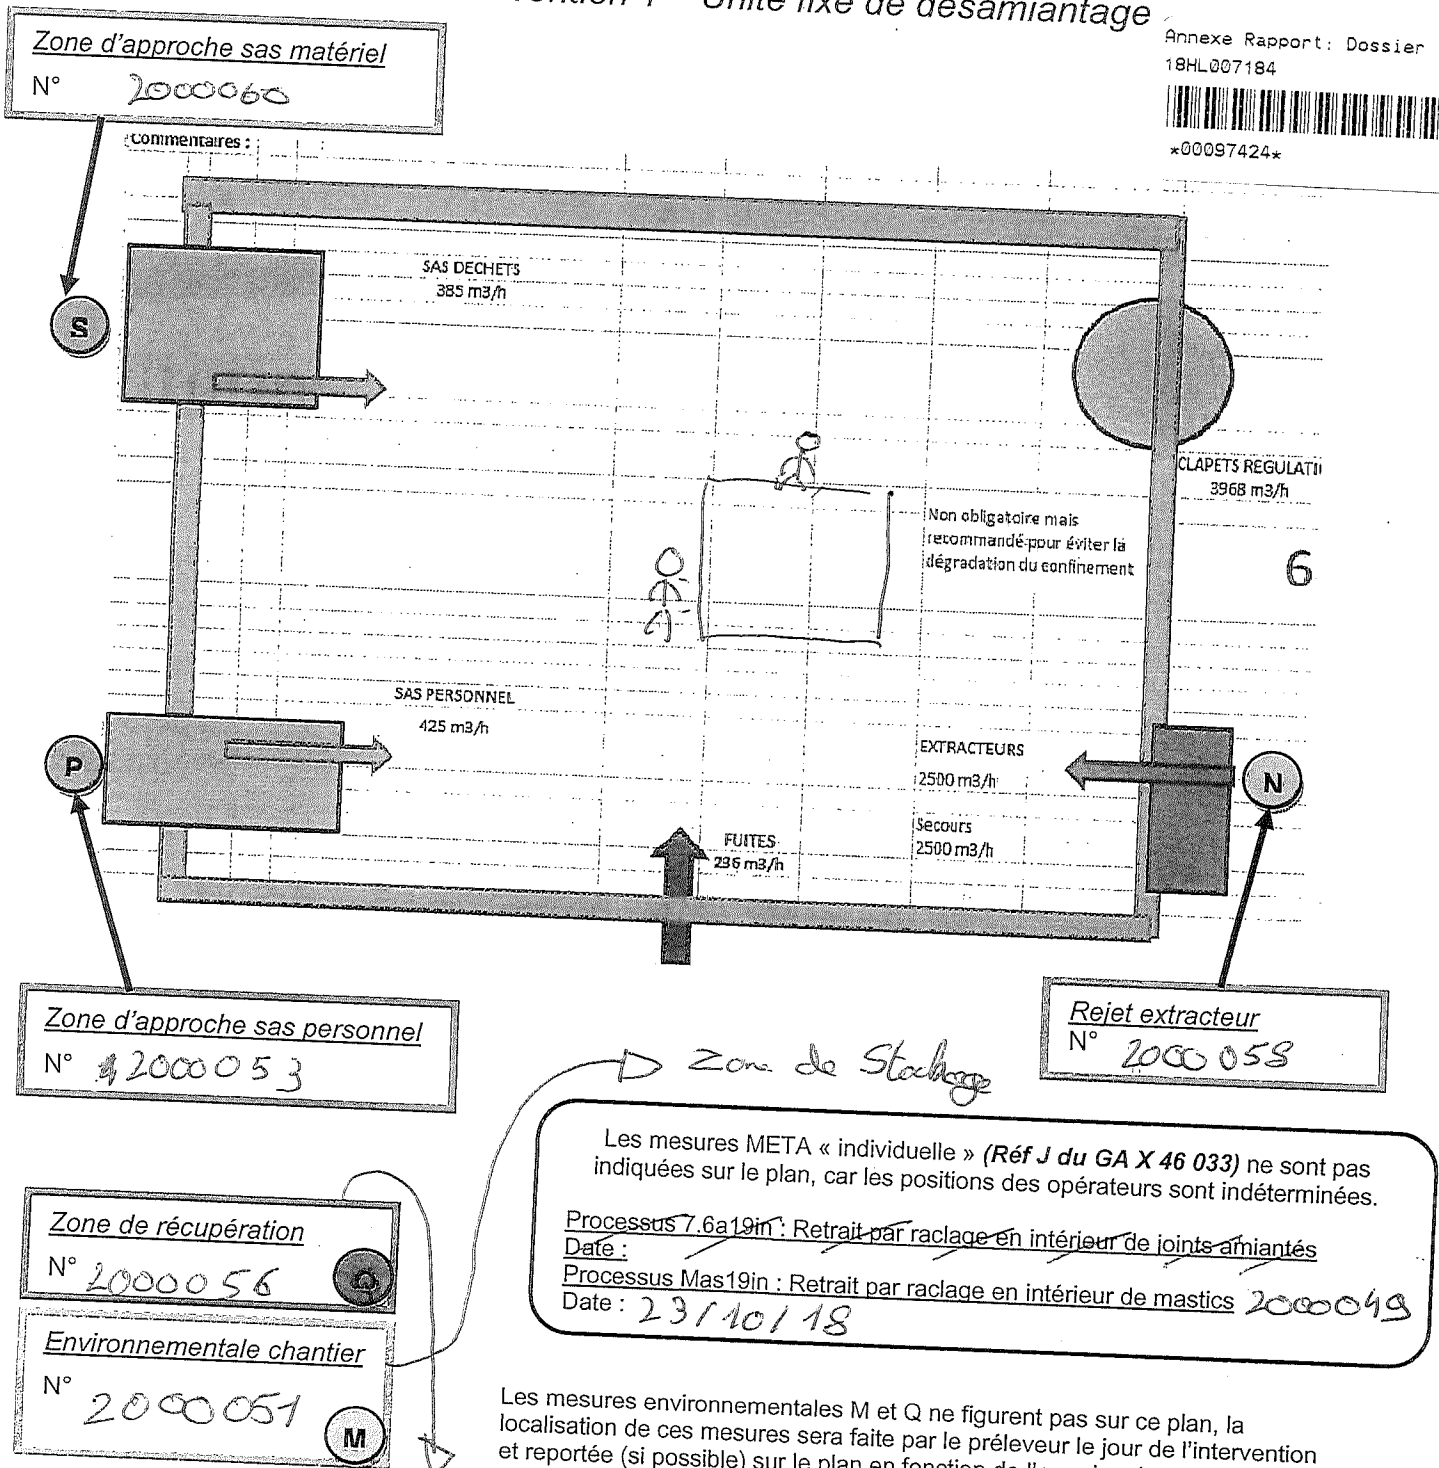 Unité fixe de désamiantage
Annexe Rapport: Dossier
18HL007184
*00097424*
Zone d'approche sas matériel
N° 2000060
Commentaires :
S
SAS DECHETS
385 m3/h
CLAPETS REGULATI
3968 m3/h
Non obligatoire mais
recommandé pour éviter la
dégradation du confinement
6
SAS PERSONNEL
425 m3/h
P
EXTRACTEURS
2500 m3/h
N
Secours
2500 m3/h
FUITES
236 m3/h
Zone d'approche sas personnel
N° 2000053
Rejet extracteur
N° 2000058
Zone de Stockage
Les mesures META « individuelle » (Réf J du GA X 46 033) ne sont pas
indiquées sur le plan, car les positions des opérateurs sont indéterminées.
Processus 7.6a19in : Retrait par raclage en intérieur de joints amiantés
Date :
Processus Mas19in : Retrait par raclage en intérieur de mastics 2000049
Date : 23/10/18
Zone de récupération
N° 2000056
Q
Environnementale chantier
N° 2000051
M
Les mesures environnementales M et Q ne figurent pas sur ce plan, la
localisation de ces mesures sera faite par le préleveur le jour de l'intervention
et reportée (si possible) sur le plan en fonction de